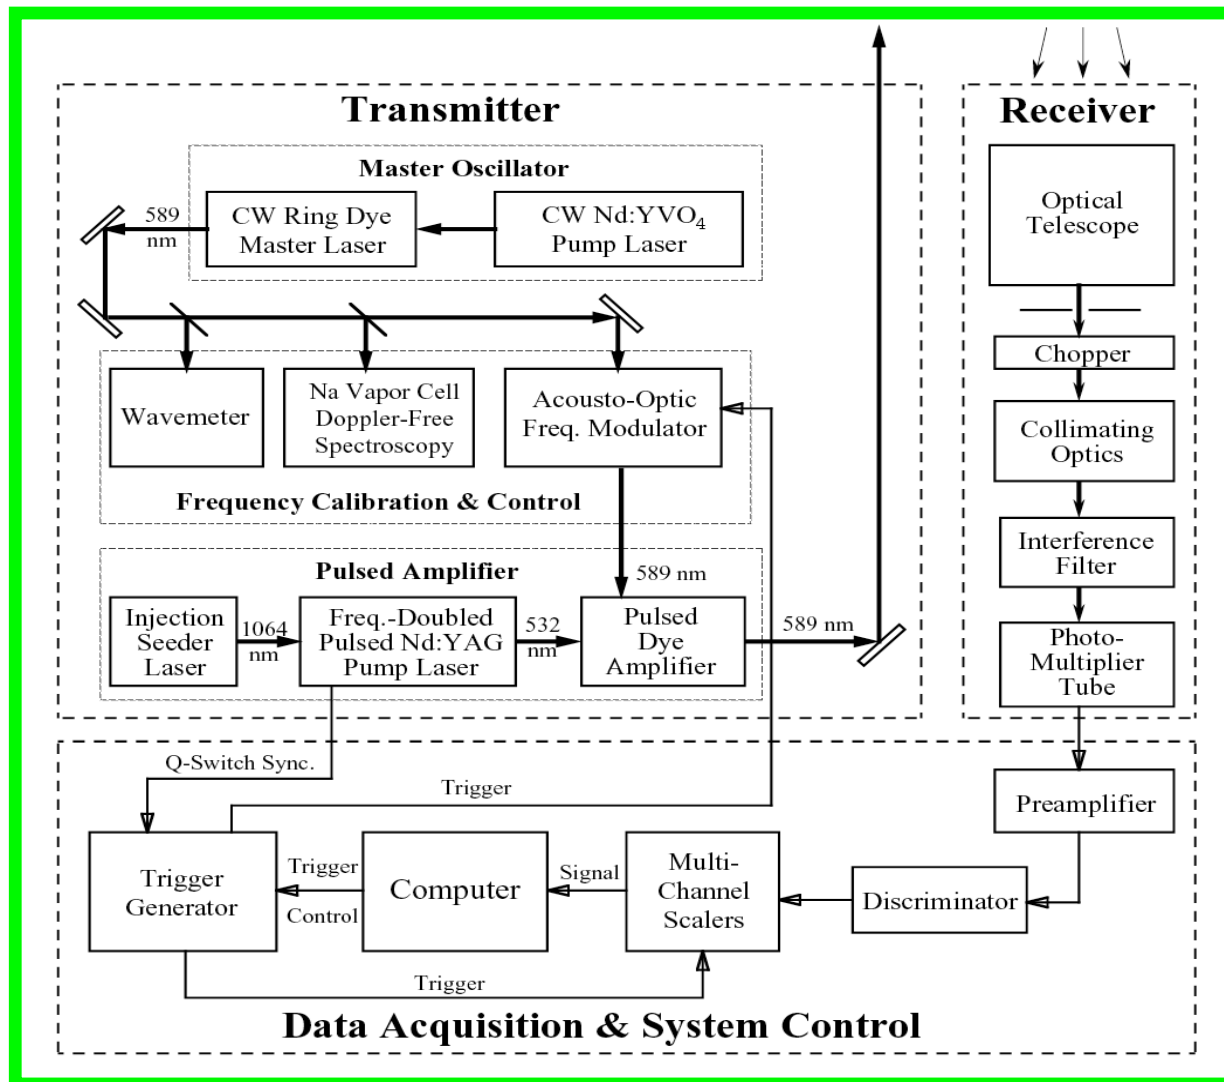 Transmitter
Master Oscillator
CW Ring Dye
Master Laser
CW Nd:YVO4
Pump Laser
589
nm
Wavemeter
Na Vapor Cell
Doppler-Free
Spectroscopy
Acousto-Optic
Freq. Modulator
Frequency Calibration & Control
Pulsed Amplifier
589 nm
Injection
Seeder
Laser
1064
nm
Freq.-Doubled
Pulsed Nd:YAG
Pump Laser
532
nm
Pulsed
Dye
Amplifier
589 nm
Receiver
Optical
Telescope
Chopper
Collimating
Optics
Interference
Filter
Photo-
Multiplier
Tube
Q-Switch Sync.
Trigger
Preamplifier
Trigger
Generator
Trigger
Control
Computer
Signal
Multi-
Channel
Scalers
Discriminator
Trigger
Data Acquisition & System Control